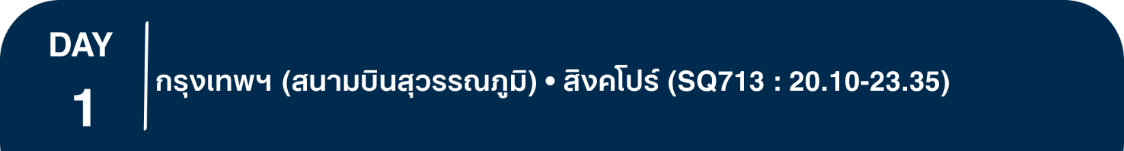 DAY
1
กรุงเทพฯ (สนามบินสุวรรณภูมิ) • สิงคโปร์ (SQ713 : 20.10-23.35)